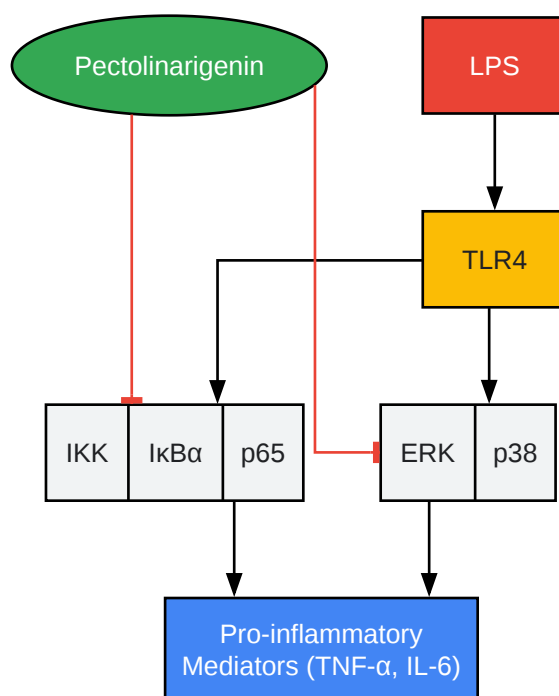 Pectolinarigenin
LPS
TLR4
IKK
IκBα
p65
ERK
p38
Pro-inflammatory
Mediators (TNF-α, IL-6)